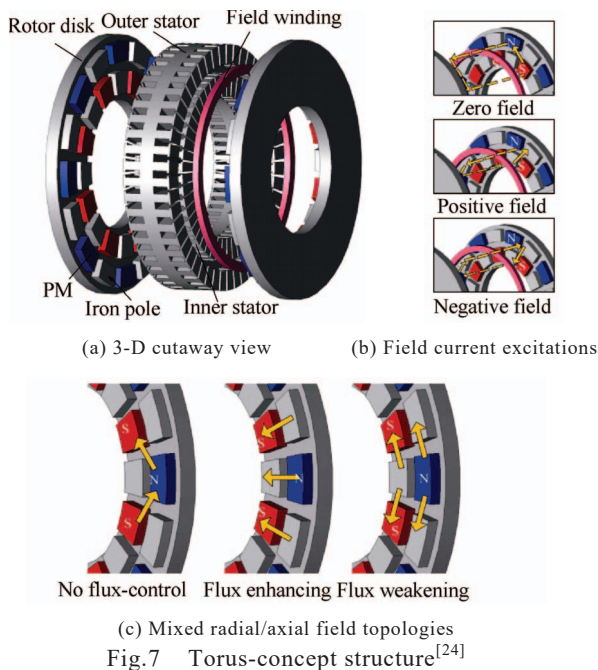 Outer stator Field winding
Rotor disk
PM
Iron pole
Inner stator
N
S
Zero field
N
Positive field
N
Negative field
(a) 3-D cutaway view (b) Field current excitations
S S S
N N N
S S S
No flux-control Flux enhancing Flux weakening
(c) Mixed radial/axial field topologies
Fig.7 Torus-concept structure[24]